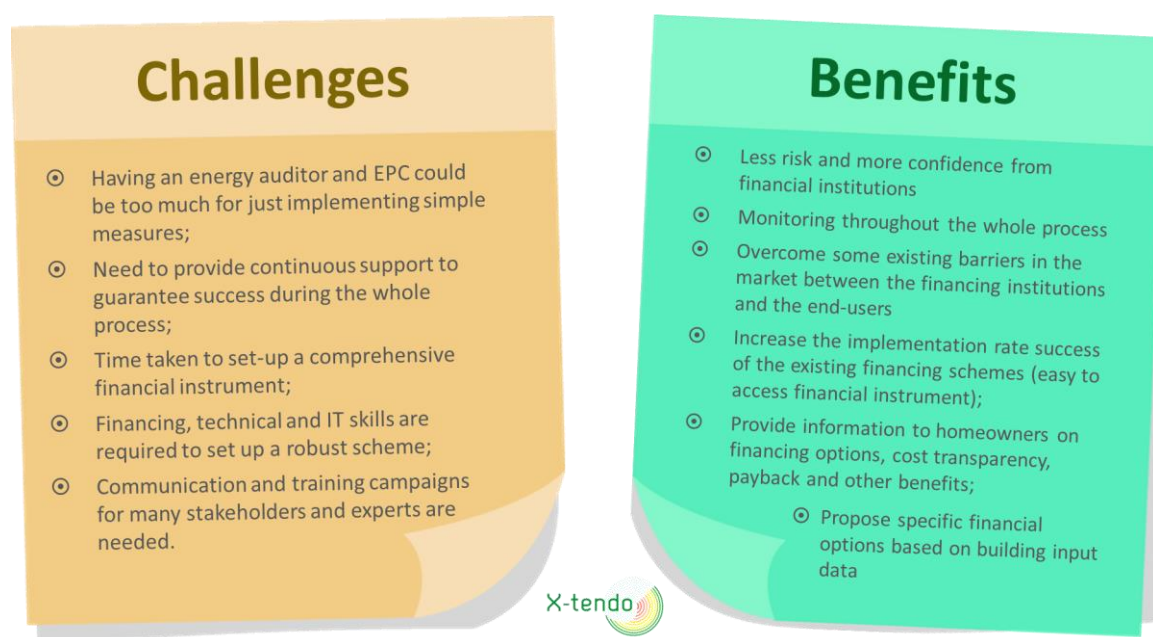 Challenges
Having an energy auditor and EPC could
be too much for just implementing simple
measures;
Need to provide continuous support to
guarantee success during the whole
process;
Time taken to set-up a comprehensive
financial instrument;
Financing, technical and IT skills are
required to set up a robust scheme;
Communication and training campaigns
for many stakeholders and experts are
needed.
Benefits
Less risk and more confidence from
financial institutions
Monitoring throughout the whole process
Overcome some existing barriers in the
market between the financing institutions
and the end-users
Increase the implementation rate success
of the existing financing schemes (easy to
access financial instrument);
Provide information to homeowners on
financing options, cost transparency,
payback and other benefits;
Propose specific financial
options based on building input
data
X-tendo